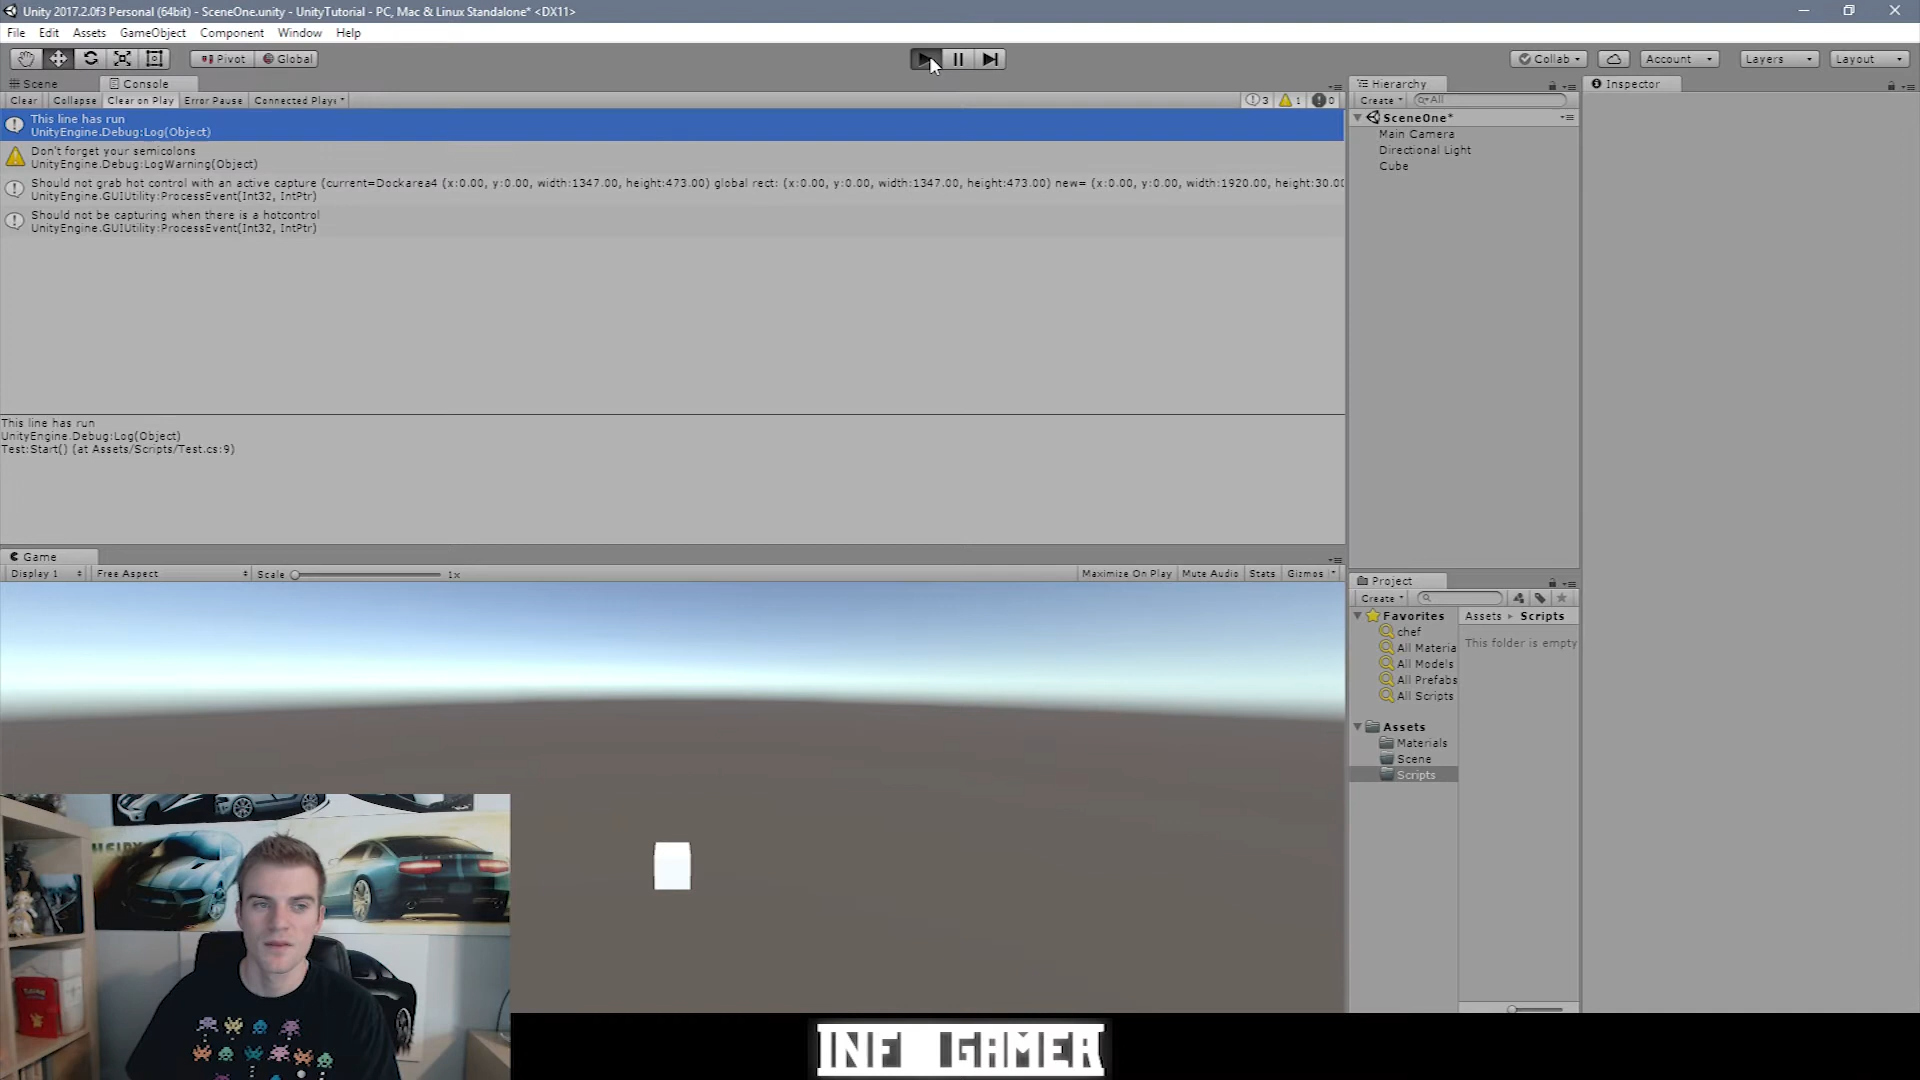 Unity 2017.2.0f3 Personal (64bit) - SceneOne.unity - UnityTutorial - PC, Mac & Linux Standalone* <DX11>
File Edit Assets GameObject Component Window Help
Pivot Global Collab Account Layers Layout
Scene Console
Clear Collapse Clear on Play Error Pause 3 1 0
This line has run
UnityEngine.Debug:Log(Object)
Don't forget your semicolons
UnityEngine.Debug:LogWarning(Object)
Should not grab hot control with an active capture (current=Dockarea4 (x:0.00, y:0.00, width:1347.00, height:473.00) global rect: (x:0.00, y:0.00, width:1347.00, height:473.00) new= (x:0.00, y:0.00, width:1920.00, height:30.00
UnityEngine.GUIUtility:ProcessEvent(Int32, IntPtr)
Should not be capturing when there is a hotcontrol
UnityEngine.GUIUtility:ProcessEvent(Int32, IntPtr)
This line has run
UnityEngine.Debug:Log(Object)
Test:Start() (at Assets/Scripts/Test.cs:9)
Game
Display 1 Free Aspect Scale 1x Maximize On Play Mute Audio Stats Gizmos
Hierarchy
Create All
SceneOne*
Main Camera
Directional Light
Cube
Inspector
Project
Create
Favorites
chef
All Materia
All Models
All Prefabs
All Scripts
Assets
Materials
Scene
Scripts
Assets Scripts
This folder is empty
INF GAMER